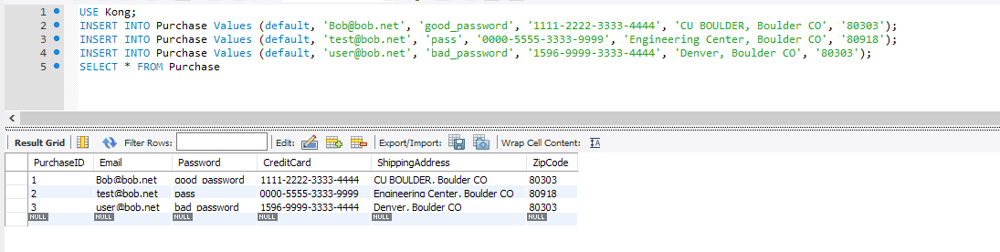 1 USE Kong;
2 INSERT INTO Purchase Values (default, 'Bob@bob.net', 'good_password', '1111-2222-3333-4444', 'CU BOULDER, Boulder CO', '80303');
3 INSERT INTO Purchase Values (default, 'test@bob.net', 'pass', '0000-5555-3333-9999', 'Engineering Center, Boulder CO', '80918');
4 INSERT INTO Purchase Values (default, 'user@bob.net', 'bad_password', '1596-9999-3333-4444', 'Denver, Boulder CO', '80303');
5 SELECT * FROM Purchase
Result Grid Filter Rows: Edit: Export/Import: Wrap Cell Content: IA
PurchaseID Email Password CreditCard ShippingAddress ZipCode
1 Bob@bob.net good_password 1111-2222-3333-4444 CU BOULDER, Boulder CO 80303
2 test@bob.net pass 0000-5555-3333-9999 Engineering Center, Boulder CO 80918
3 user@bob.net bad_password 1596-9999-3333-4444 Denver, Boulder CO 80303
NULL NULL NULL NULL NULL NULL